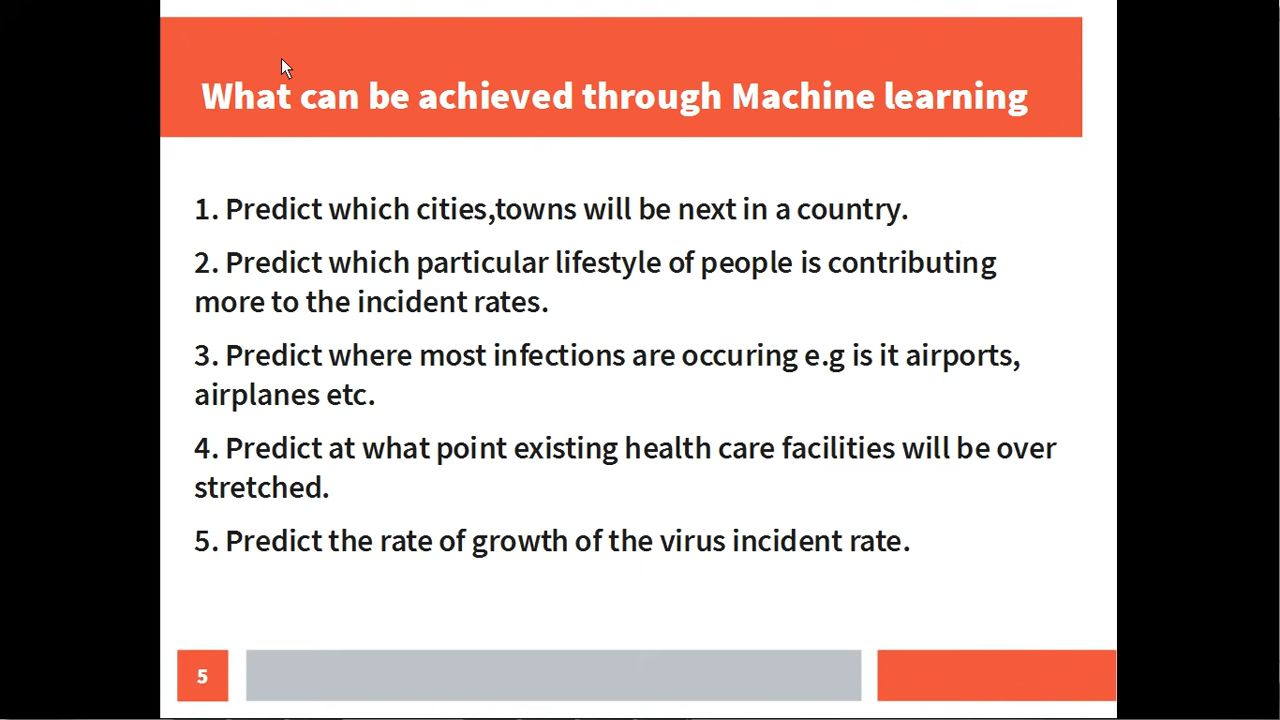 What can be achieved through Machine learning
1. Predict which cities,towns will be next in a country.
2. Predict which particular lifestyle of people is contributing
more to the incident rates.
3. Predict where most infections are occuring e.g is it airports,
airplanes etc.
4. Predict at what point existing health care facilities will be over
stretched.
5. Predict the rate of growth of the virus incident rate.
5